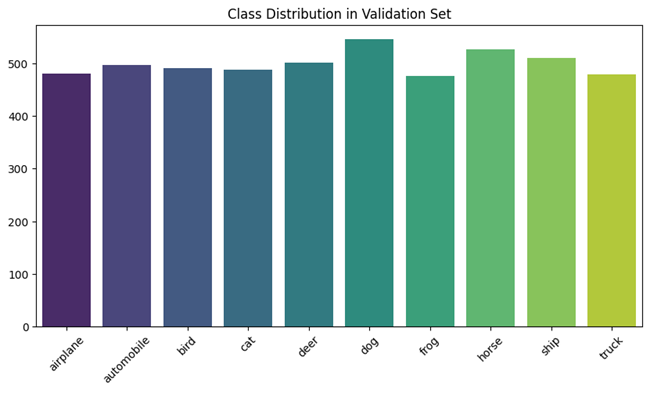 Class Distribution in Validation Set
500
400
300
200
100
0
airplane
automobile
bird
cat
deer
dog
frog
horse
ship
truck